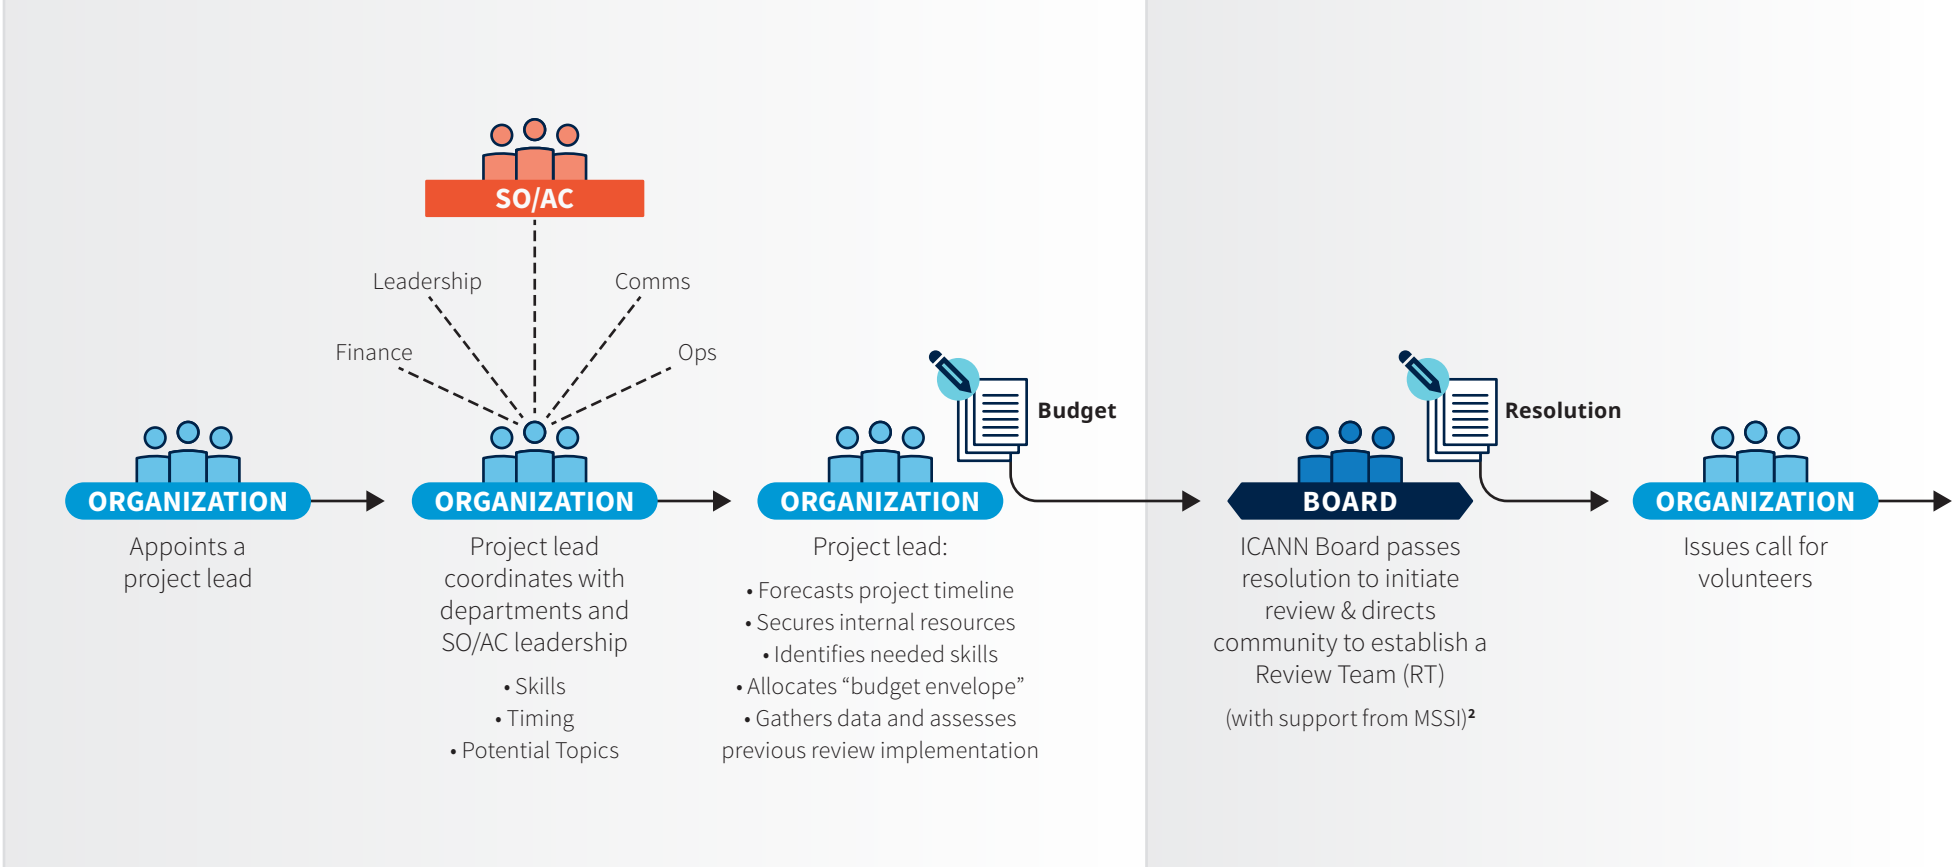 SO/AC
Leadership
Comms
Finance
Ops
Budget
Resolution
ORGANIZATION
Appoints a
project lead
ORGANIZATION
Project lead
coordinates with
departments and
SO/AC leadership
• Skills
• Timing
• Potential Topics
ORGANIZATION
Project lead:
• Forecasts project timeline
• Secures internal resources
• Identifies needed skills
• Allocates “budget envelope”
• Gathers data and assesses
previous review implementation
BOARD
ICANN Board passes
resolution to initiate
review & directs
community to establish a
Review Team (RT)
(with support from MSSI)²
ORGANIZATION
Issues call for
volunteers